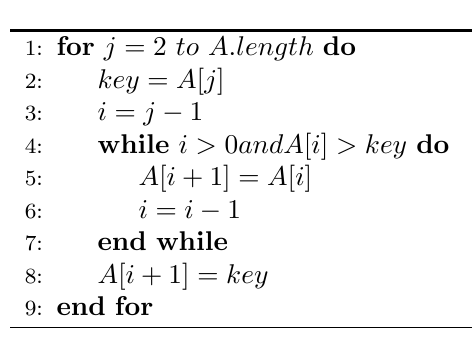 1: for j = 2 to A.length do
2: key = A[j]
3: i = j − 1
4: while i > 0andA[i] > key do
5: A[i + 1] = A[i]
6: i = i − 1
7: end while
8: A[i + 1] = key
9: end for